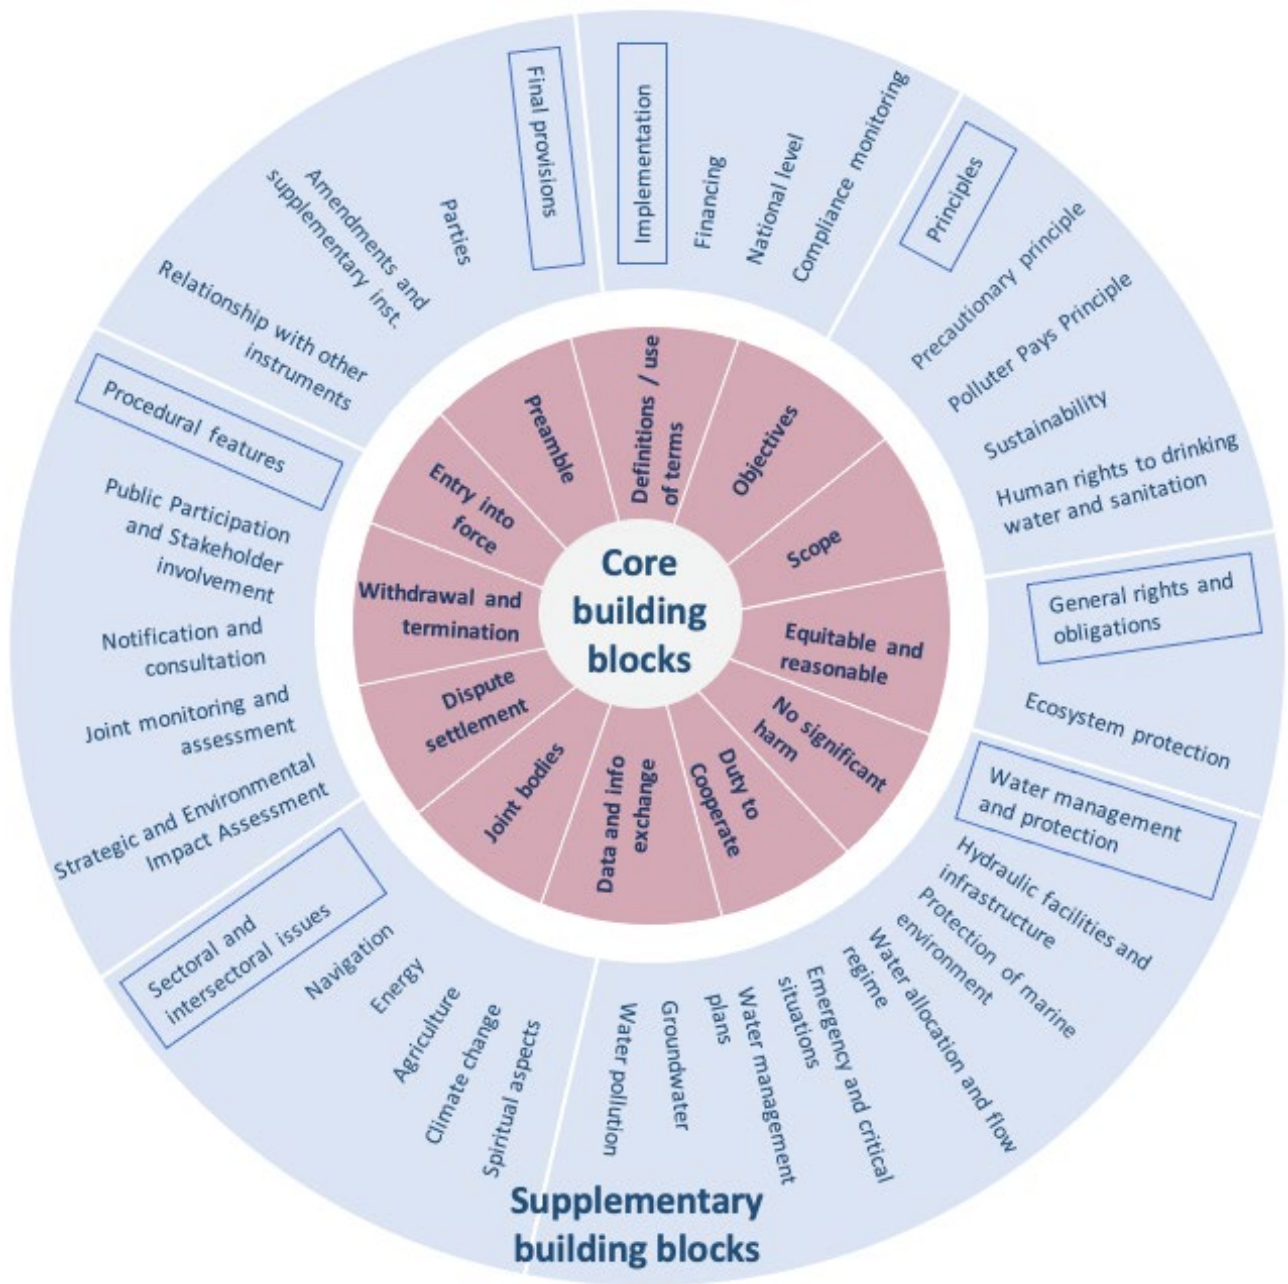 Core
building
blocks
Preamble
Definitions / use
of terms
Objectives
Scope
Equitable and
reasonable
No significant
harm
Duty to
Cooperate
Data and info
exchange
Joint bodies
Dispute
settlement
Withdrawal and
termination
Entry into
force
Implementation
Financing
National level
Compliance monitoring
Principles
Precautionary principle
Polluter Pays Principle
Sustainability
Human rights to drinking
water and sanitation
General rights and
obligations
Ecosystem protection
Water management
and protection
Hydraulic facilities and
infrastructure
Protection of marine
environment
Water allocation and flow
regime
Emergency and critical
situations
Water management
plans
Groundwater
Water pollution
Sectoral and
intersectoral issues
Navigation
Energy
Agriculture
Climate change
Spiritual aspects
Procedural features
Public Participation
and Stakeholder
involvement
Notification and
consultation
Joint monitoring and
assessment
Strategic and Environmental
Impact Assessment
Final provisions
Parties
Amendments and
supplementary inst.
Relationship with other
instruments
Supplementary
building blocks